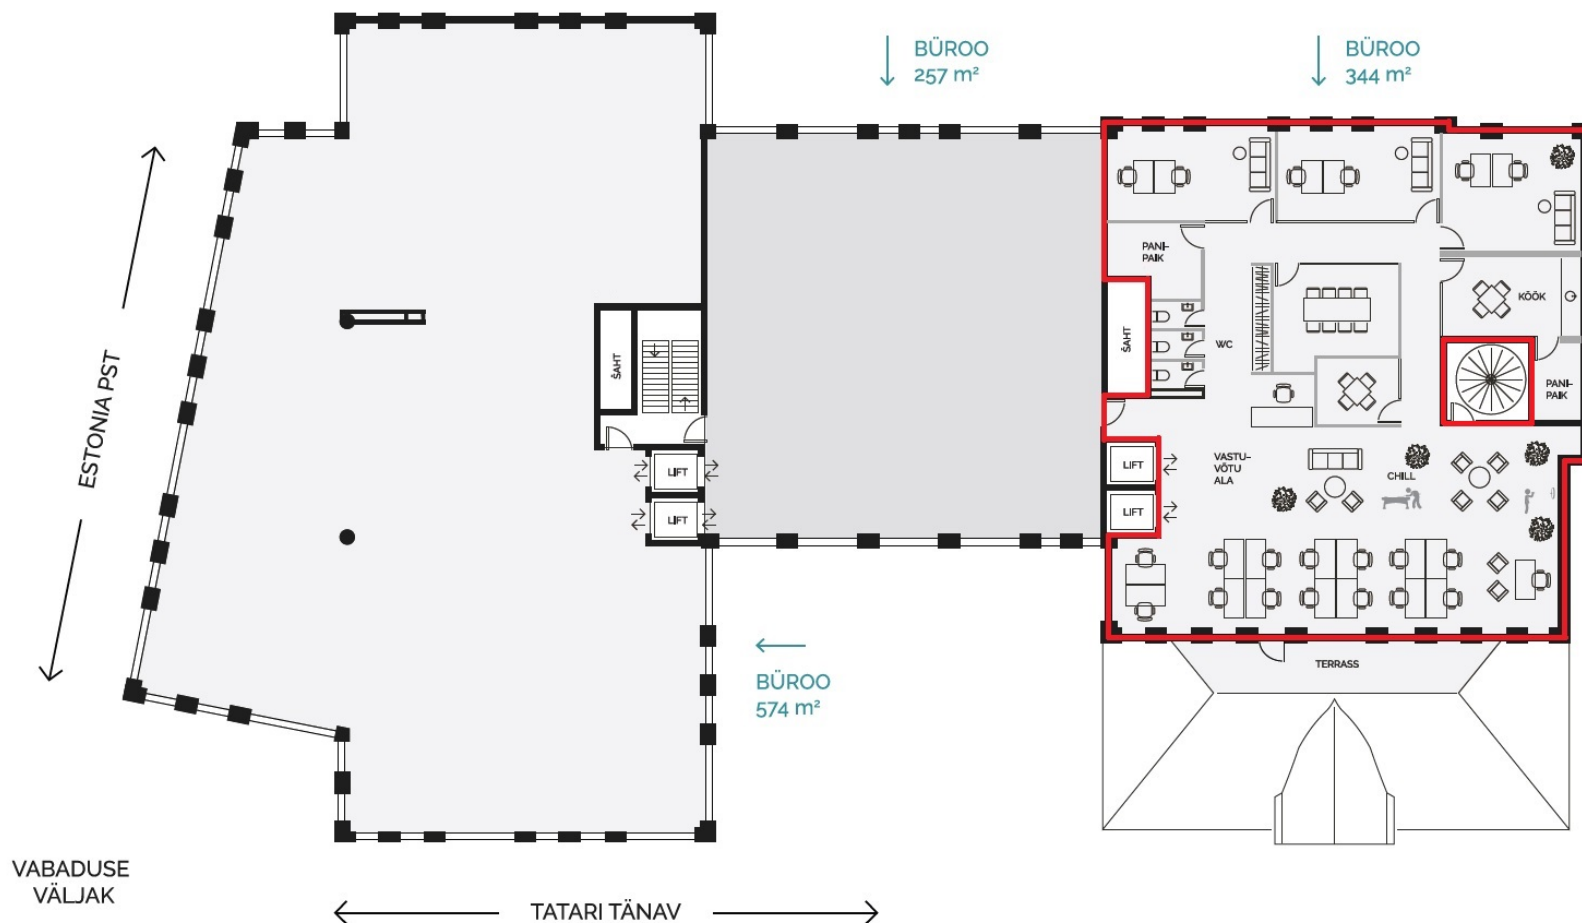 BÜROO
257 m²
BÜROO
344 m²
ESTONIA PST
PANI-
PAIK
ŠAHT
ŠAHT
WC
KÖÖK
PANI-
PAIK
LIFT
LIFT
LIFT
LIFT
VASTU-
VÕTU
ALA
CHILL
BÜROO
574 m²
TERRASS
VABADUSE
VÄLJAK
TATARI TÄNAV